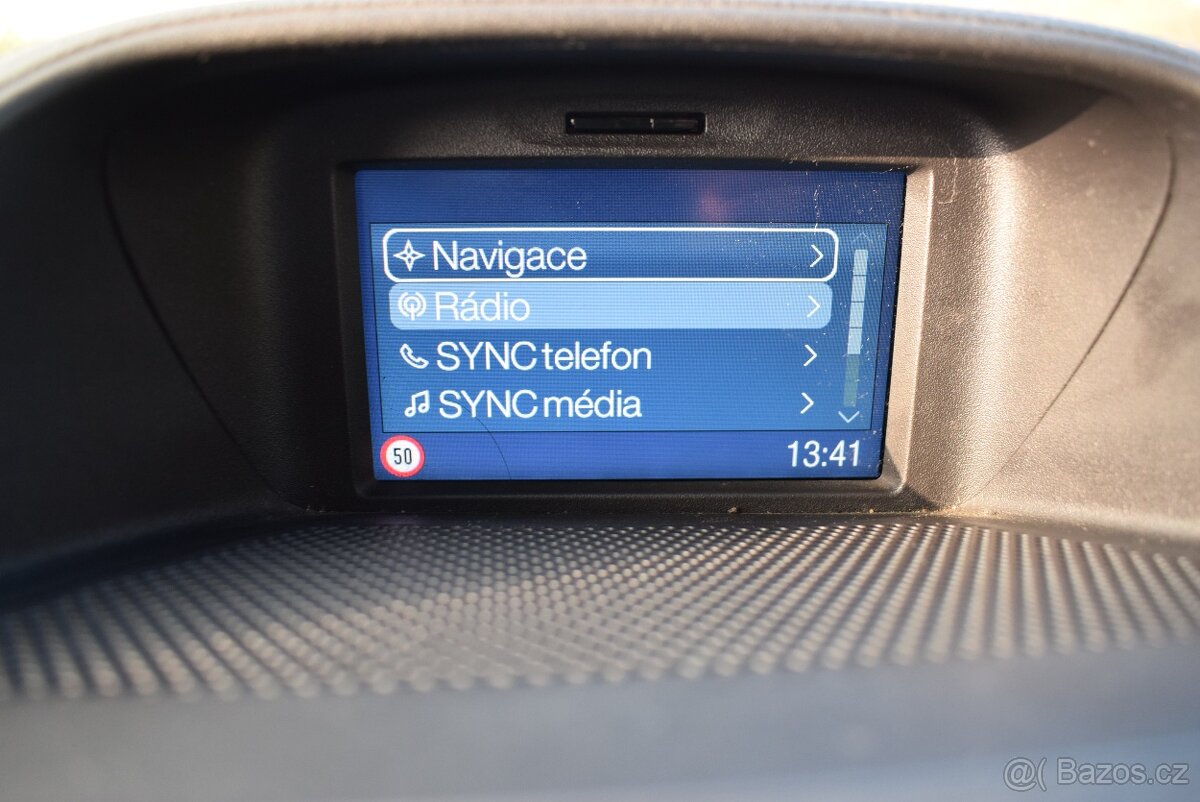 Navigace
Rádio
SYNC telefon
SYNC média
50
13:41
@( Bazos.cz